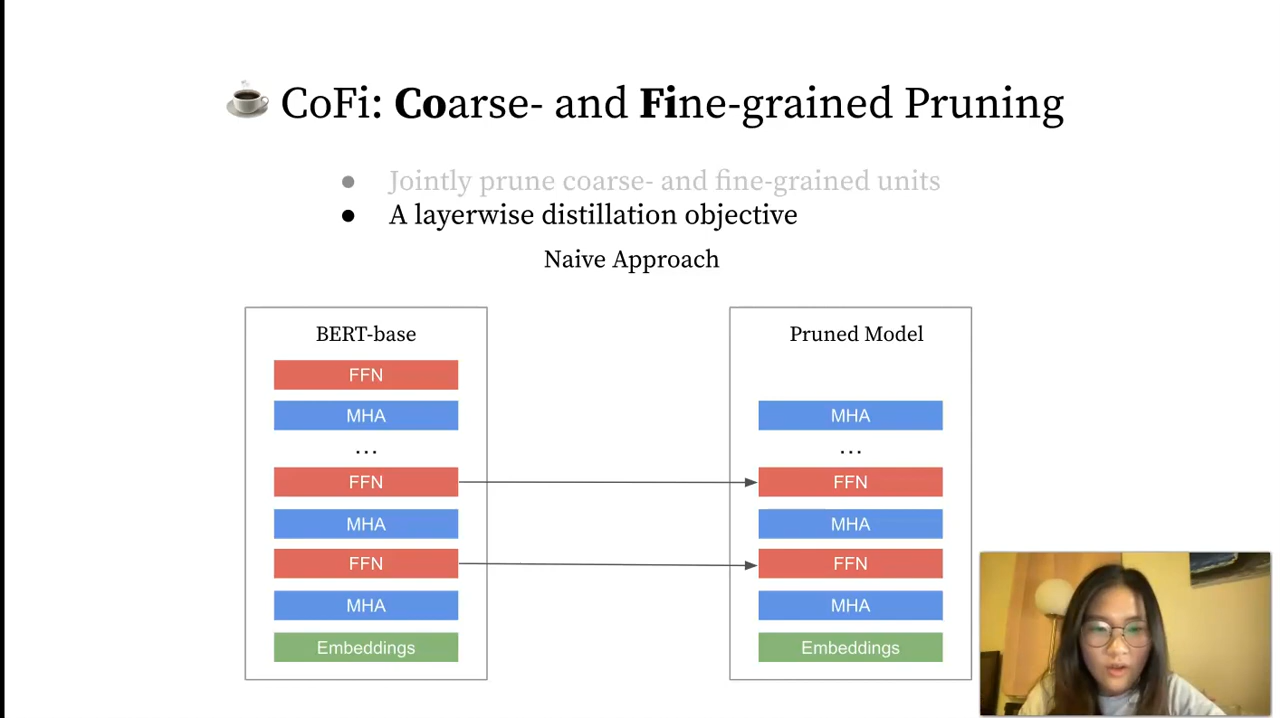 CoFi: Coarse- and Fine-grained Pruning
● Jointly prune coarse- and fine-grained units
● A layerwise distillation objective
Naive Approach
BERT-base
FFN
MHA
...
FFN
MHA
FFN
MHA
Embeddings
Pruned Model
MHA
...
FFN
MHA
FFN
MHA
Embeddings